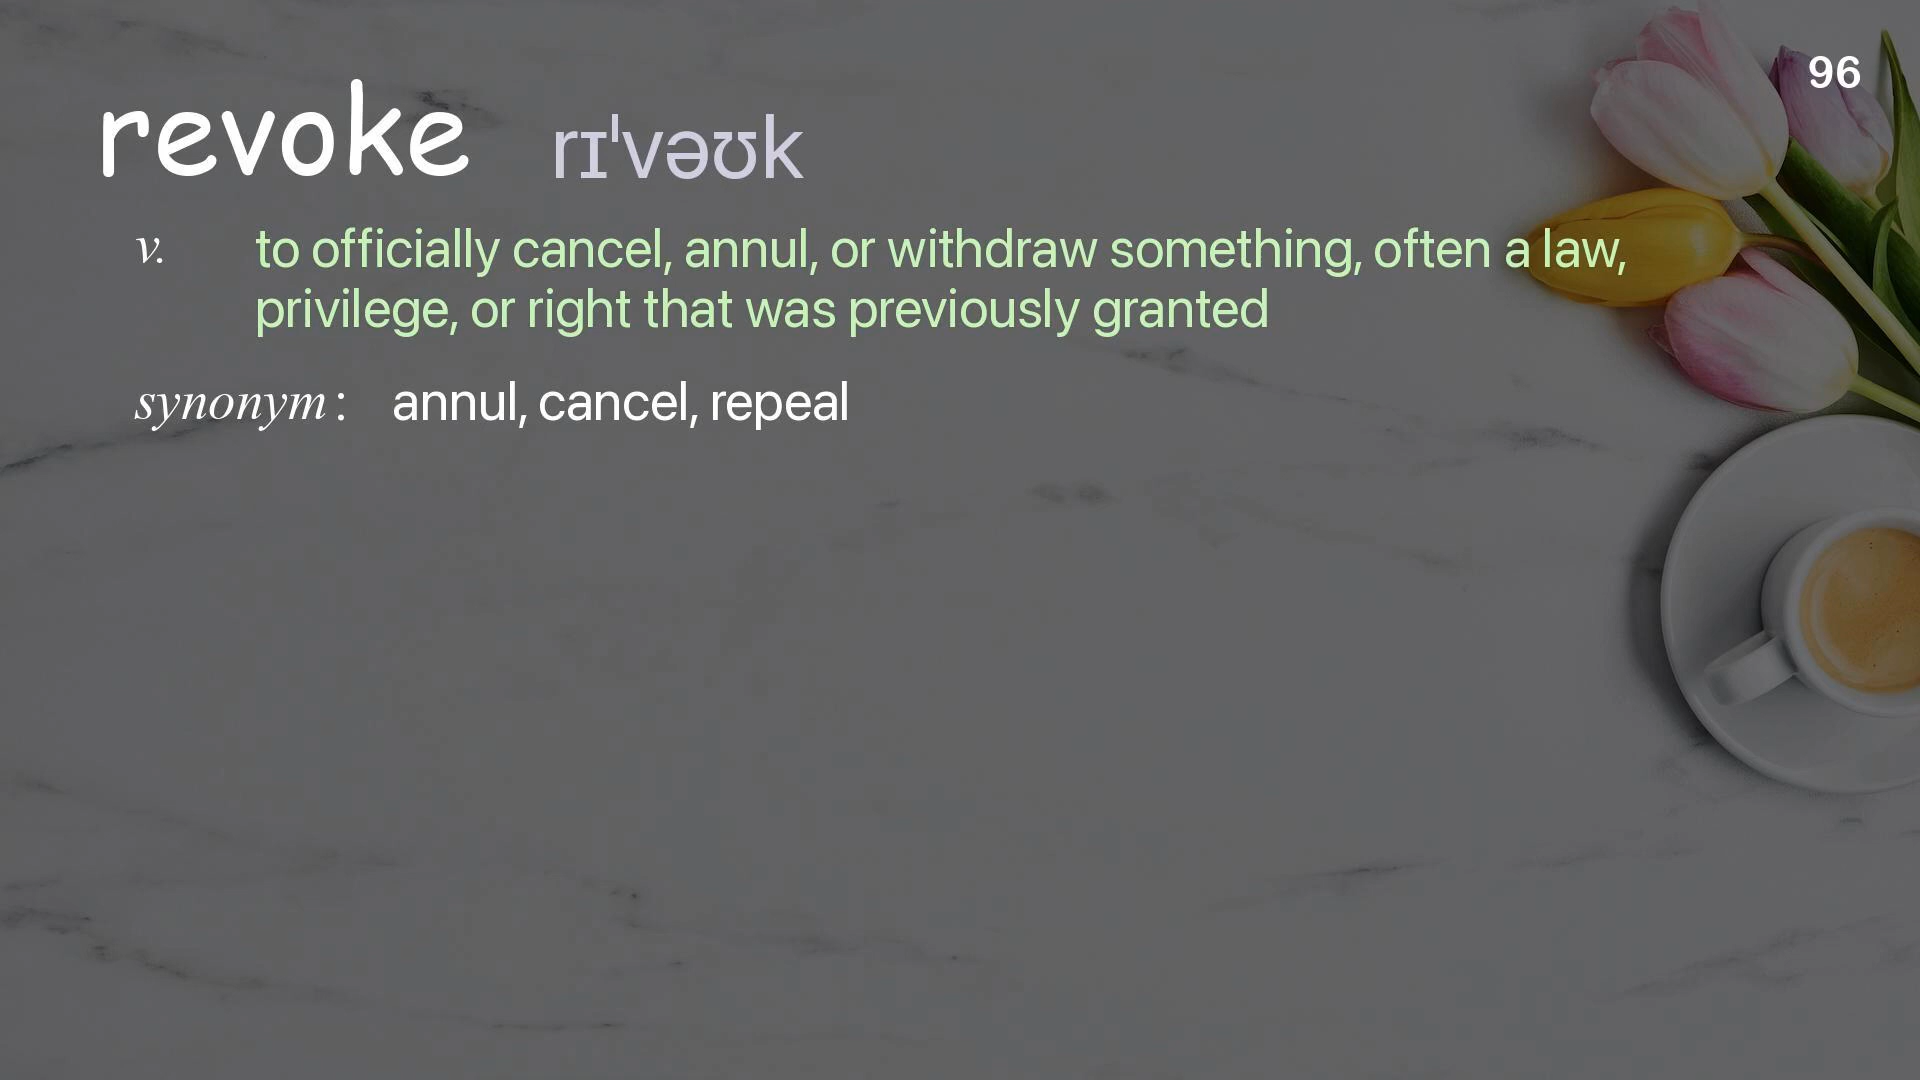 96
revoke rɪˈvəʊk
v. to officially cancel, annul, or withdraw something, often a law,
privilege, or right that was previously granted
synonym : annul, cancel, repeal